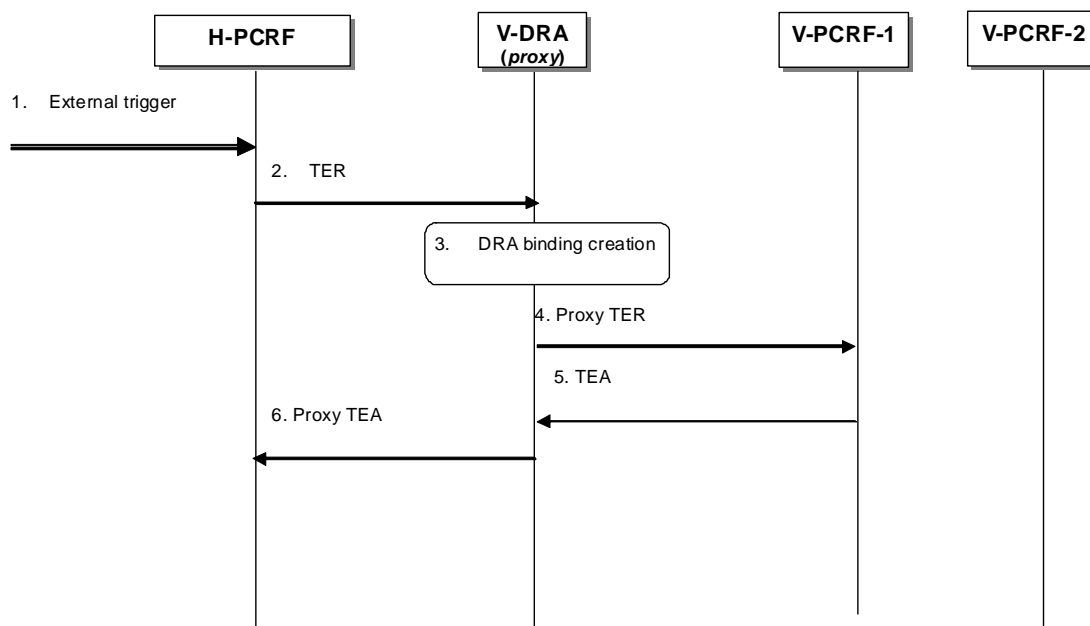 H-PCRF
V-DRA
(proxy)
V-PCRF-1
V-PCRF-2
1. External trigger
2. TER
3. DRA binding creation
4. Proxy TER
5. TEA
6. Proxy TEA